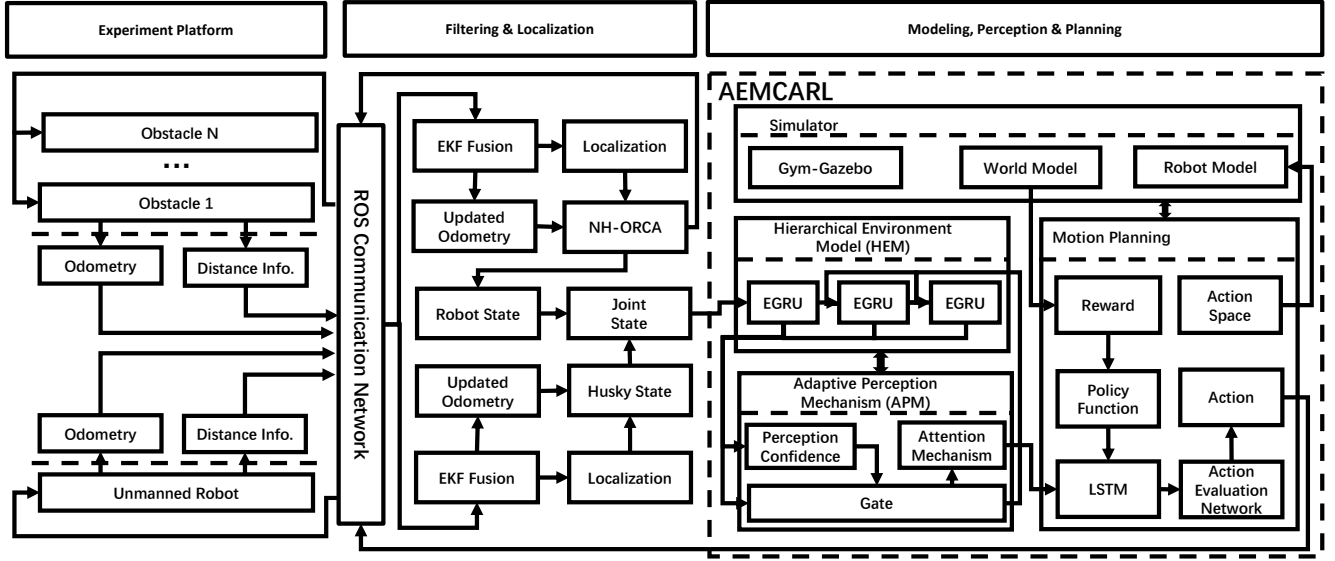 Experiment Platform
Filtering & Localization
Modeling, Perception & Planning
Obstacle N
...
Obstacle 1
Odometry
Distance Info.
Odometry
Distance Info.
Unmanned Robot
ROS Communication Network
EKF Fusion
Localization
Updated
Odometry
NH-ORCA
Robot State
Joint
State
Updated
Odometry
Husky State
EKF Fusion
Localization
AEMCARL
Simulator
Gym-Gazebo
World Model
Robot Model
Hierarchical Environment
Model (HEM)
EGRU
EGRU
EGRU
Adaptive Perception
Mechanism (APM)
Perception
Confidence
Attention
Mechanism
Gate
Motion Planning
Reward
Action
Space
Policy
Function
Action
LSTM
Action
Evaluation
Network